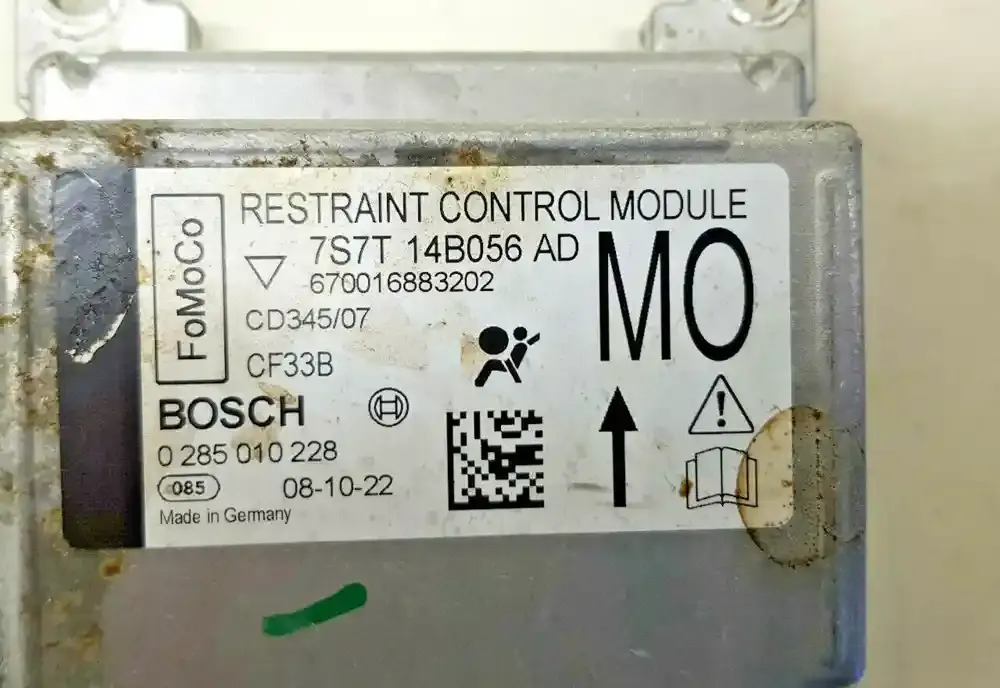 FoMoCo
RESTRAINT CONTROL MODULE
7S7T 14B056 AD
670016883202
MO
CD345/07
CF33B
BOSCH
0 285 010 228
085 08-10-22
Made in Germany